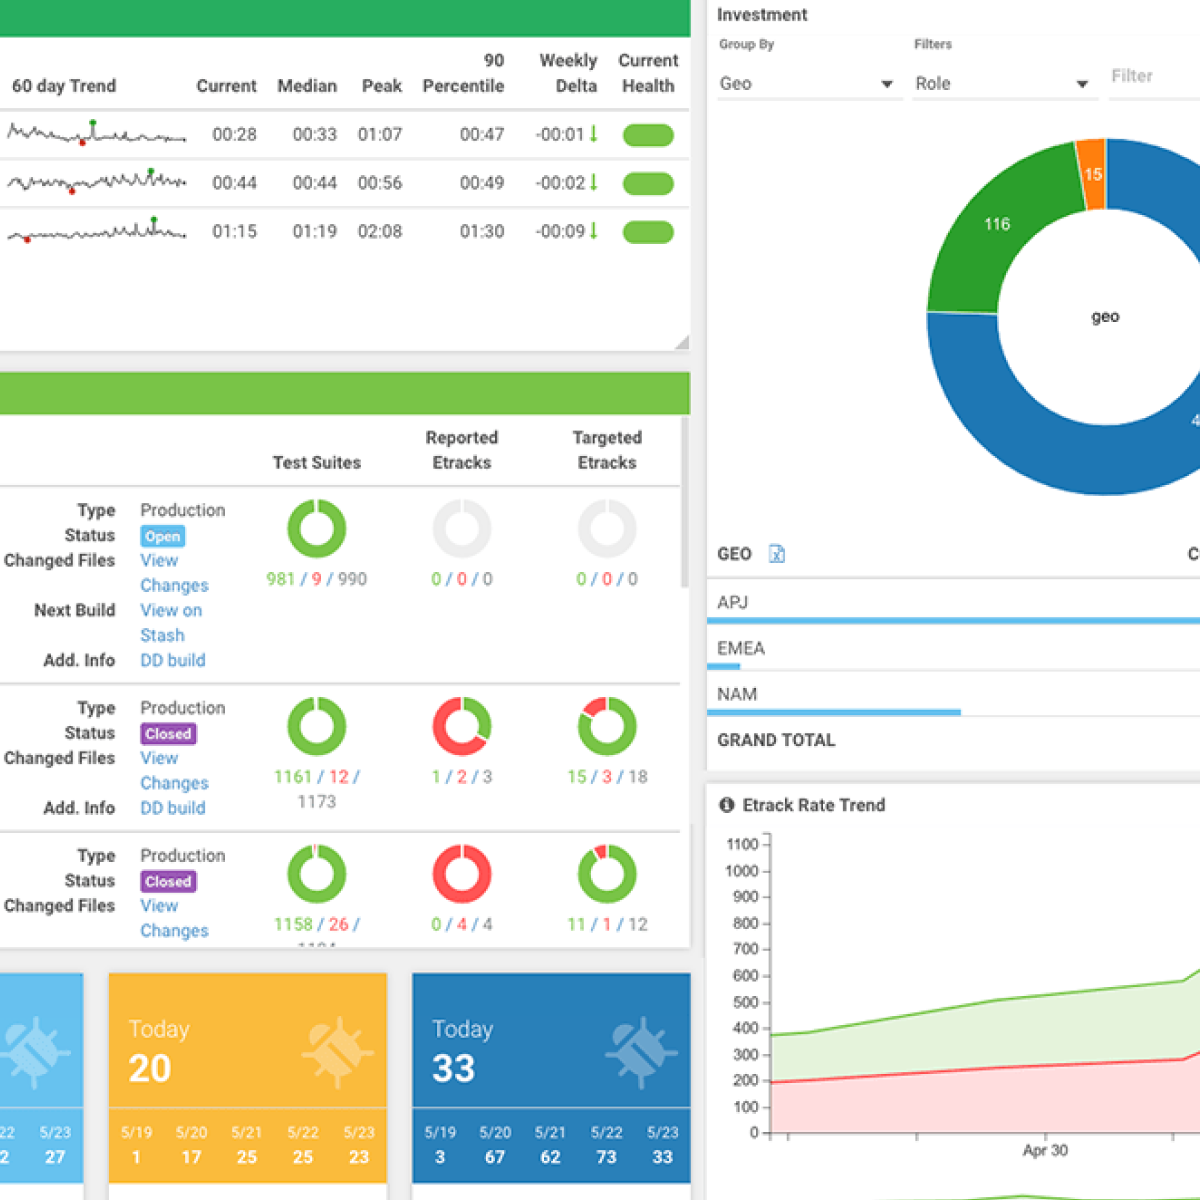 60 day Trend Current Median Peak 90 Percentile Weekly Delta Current Health
00:28 00:33 01:07 00:47 -00:01
00:44 00:44 00:56 00:49 -00:02
01:15 01:19 02:08 01:30 -00:09
Test Suites Reported Etracks Targeted Etracks
Type Production
Status Open
Changed Files View Changes
Next Build View on Stash
Add. Info DD build
981 / 9 / 990 0 / 0 / 0 0 / 0 / 0
Type Production
Status Closed
Changed Files View Changes
Add. Info DD build
1161 / 12 / 1173 1 / 2 / 3 15 / 3 / 18
Type Production
Status Closed
Changed Files View Changes
1158 / 26 / 0 / 4 / 4 11 / 1 / 12
22 5/23
2 27
Today
20
5/19 5/20 5/21 5/22 5/23
1 17 25 25 23
Today
33
5/19 5/20 5/21 5/22 5/23
3 67 62 73 33
Investment
Group By Filters
Geo Role Filter
15
116
geo
4
GEO C
APJ
EMEA
NAM
GRAND TOTAL
Etrack Rate Trend
1100
1000
900
800
700
600
500
400
300
200
100
0
Apr 30